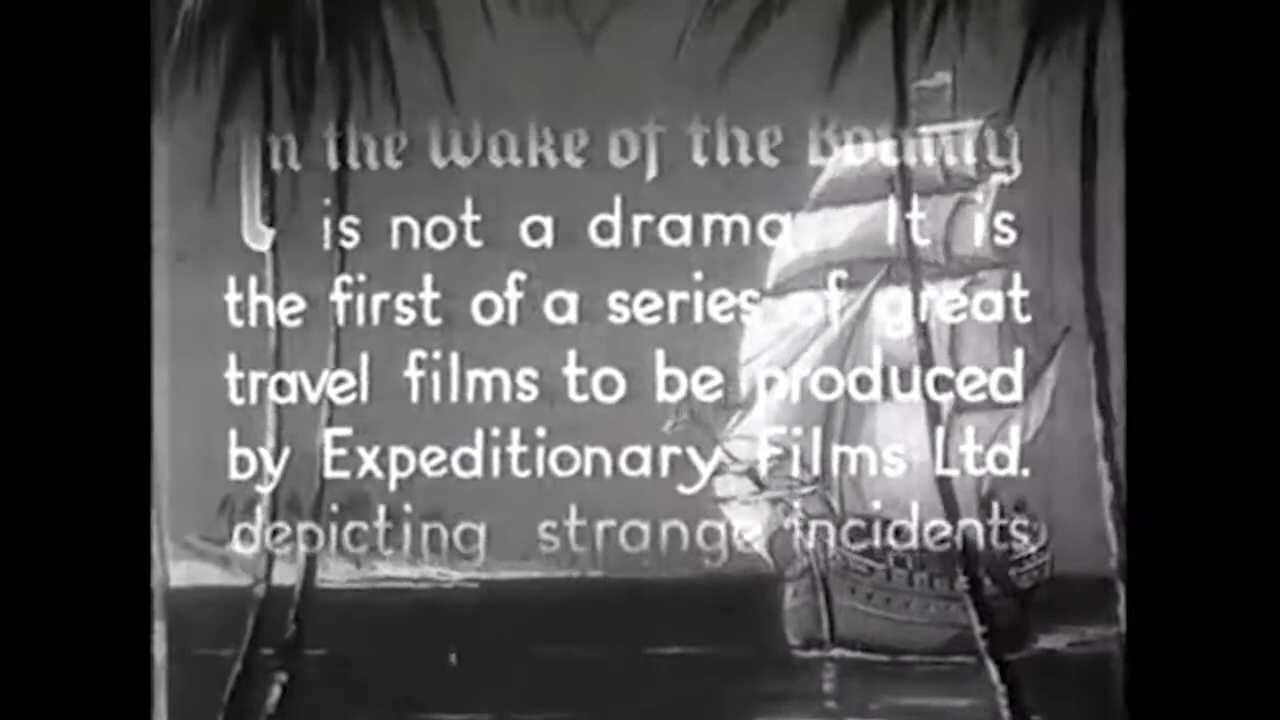 In the Wake of the Bounty
is not a drama. It is
the first of a series of great
travel films to be produced
by Expeditionary Films Ltd.
depicting strange incidents